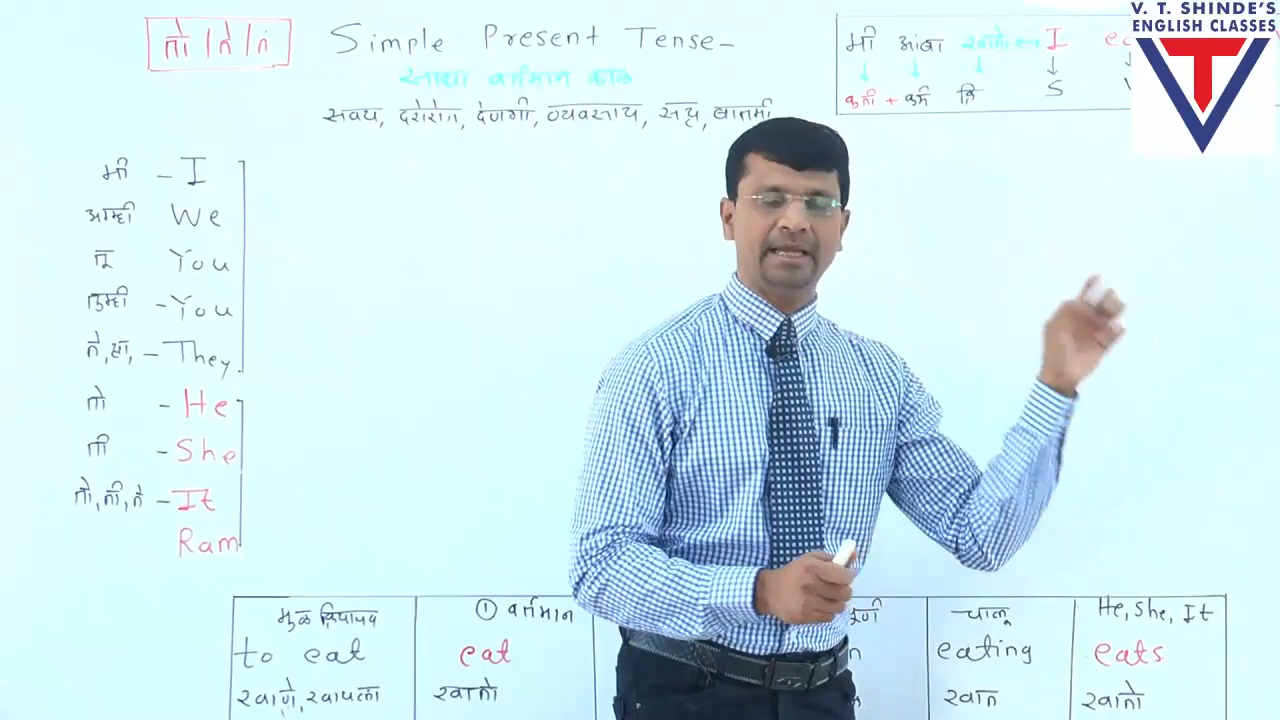 V. T. SHINDE'S
ENGLISH CLASSES
तो / ते / त
Simple Present Tense –
साधा वर्तमान काळ
सवय, दररोज, देणगी, व्यवसाय, सत्य, बातमी
मी आंबा खातो I
कर्ता + कर्म क्रि S
मी – I
आम्ही We
तू You
तुम्ही – You
ते, त्या, – They
तो – He
ती – She
तो, ती, ते – It
Ram
मुळ क्रियापद ① वर्तमान चालू He, She, It
to eat eat eating eats
खाणे, खायला खातो खात खातो